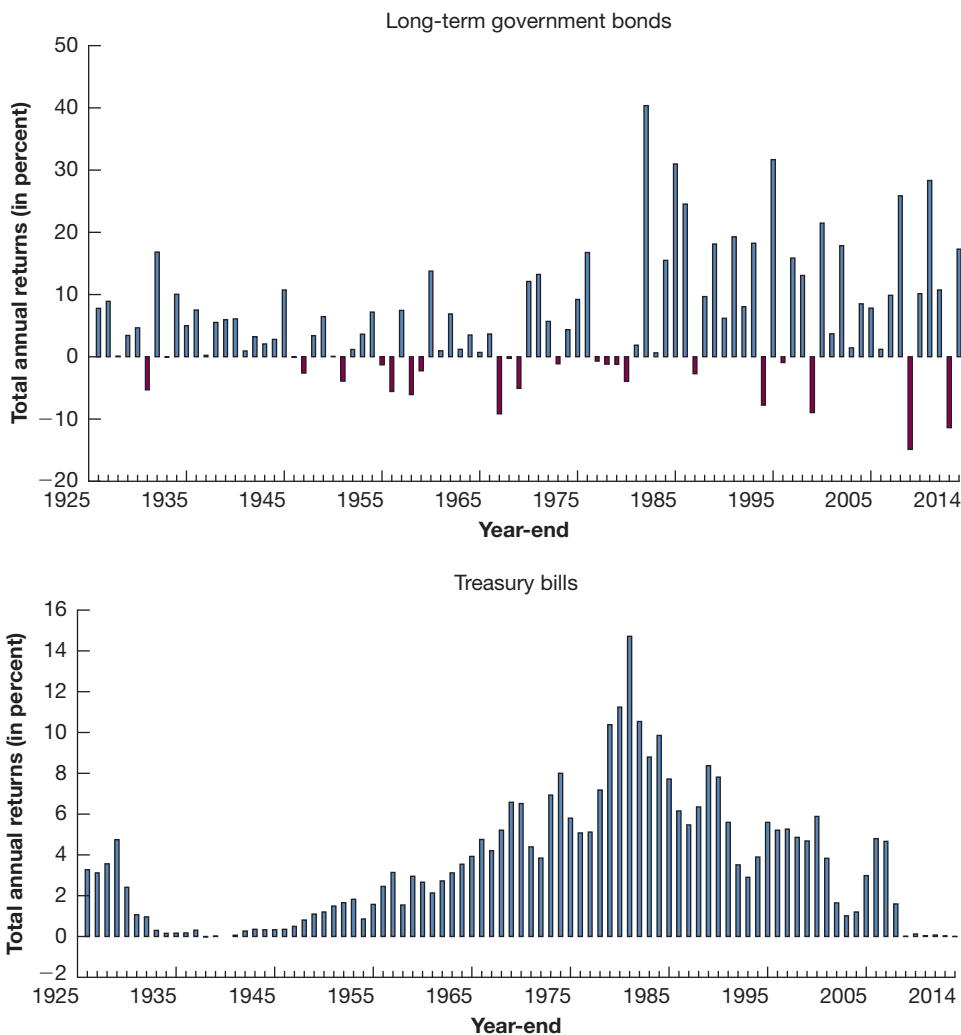 Long-term government bonds
Total annual returns (in percent)
50
40
30
20
10
0
−10
−20
1925 1935 1945 1955 1965 1975 1985 1995 2005 2014
Year-end
Treasury bills
Total annual returns (in percent)
16
14
12
10
8
6
4
2
0
−2
1925 1935 1945 1955 1965 1975 1985 1995 2005 2014
Year-end